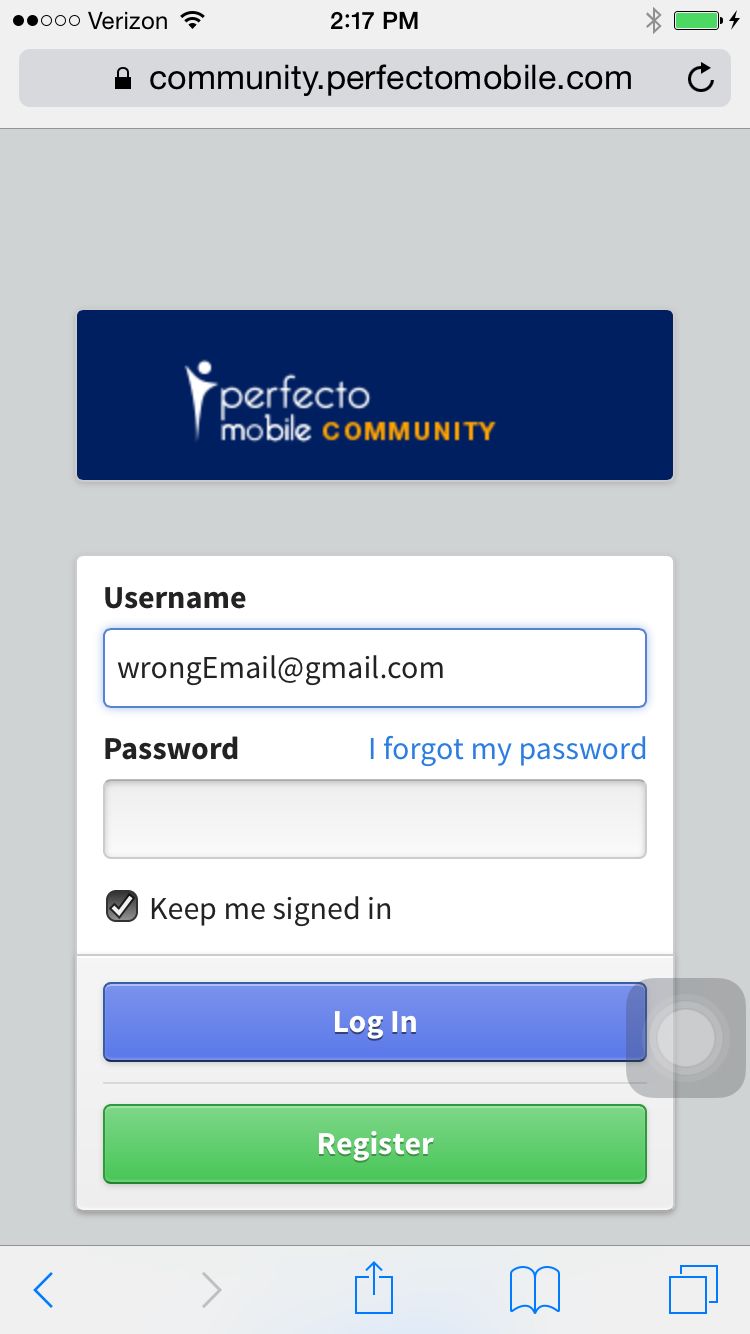 Verizon 2:17 PM
community.perfectomobile.com
perfecto
mobile COMMUNITY
Username
wrongEmail@gmail.com
Password I forgot my password
Keep me signed in
Log In
Register